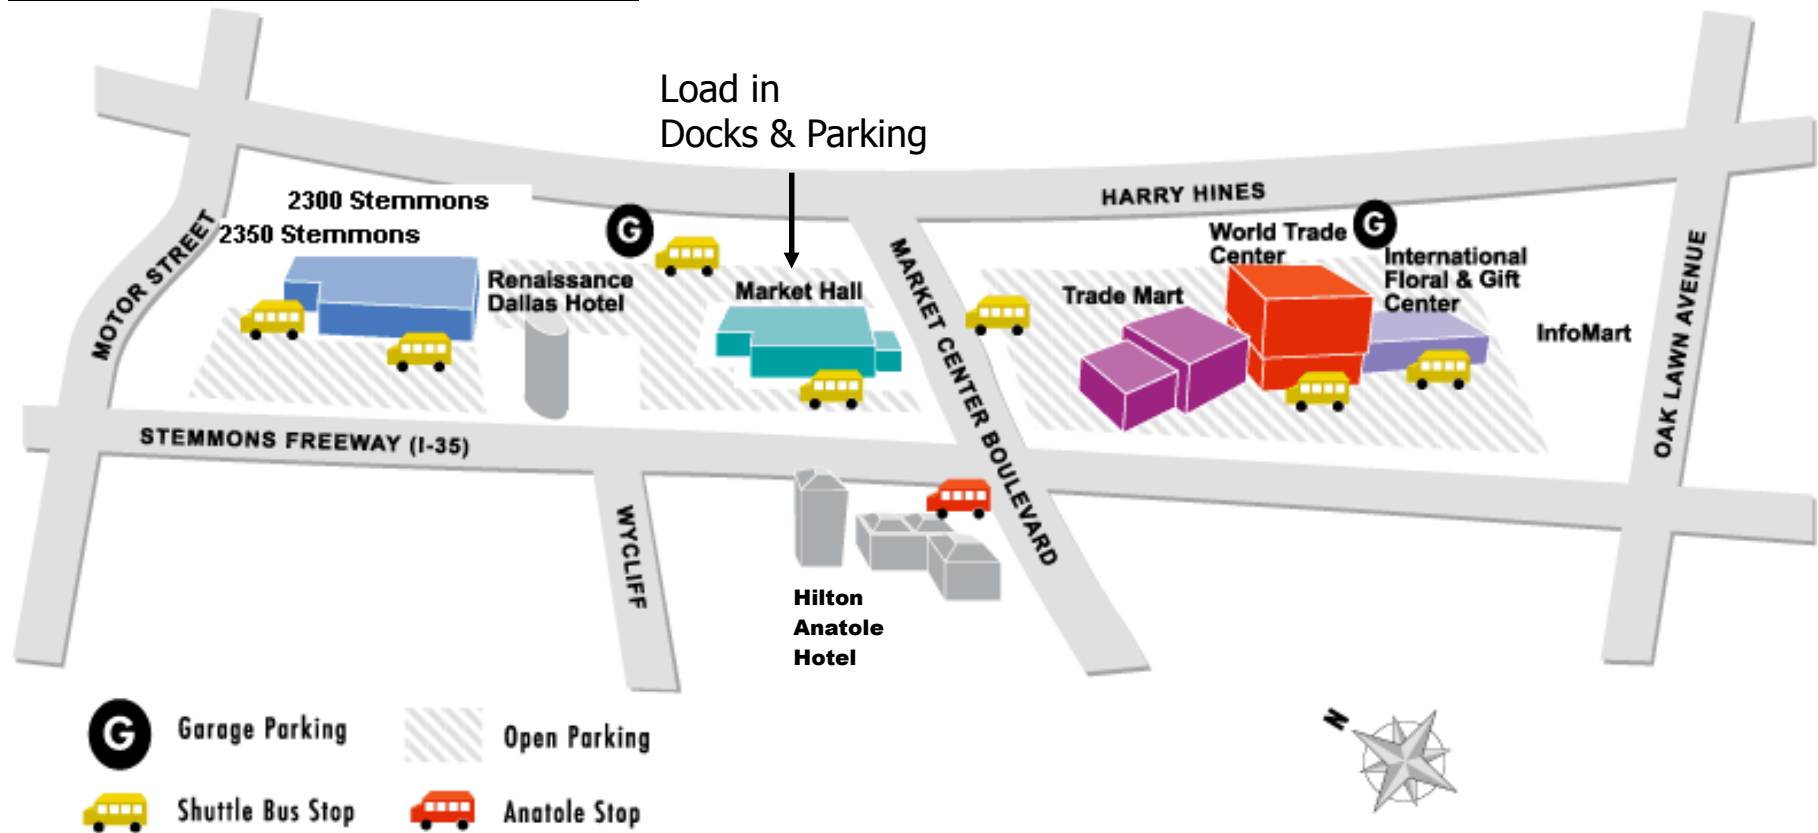 Load in
Docks & Parking
HARRY HINES
2300 Stemmons
2350 Stemmons
MOTOR STREET
G
G
World Trade
Center
International
Floral & Gift
Center
Renaissance
Dallas Hotel
Market Hall
Trade Mart
InfoMart
MARKET CENTER BOULEVARD
OAK LAWN AVENUE
STEMMONS FREEWAY (I-35)
WYCLIFF
Hilton
Anatole
Hotel
G
Garage Parking
Open Parking
N
Shuttle Bus Stop
Anatole Stop